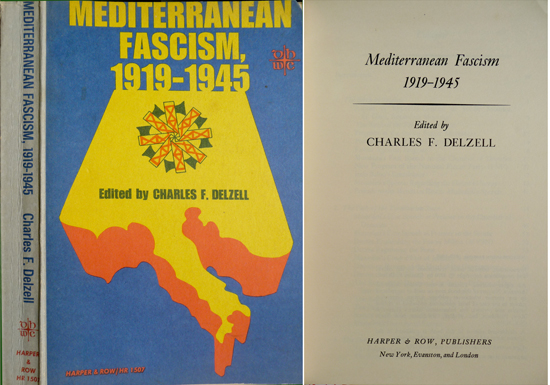 MEDITERRANEAN FASCISM, 1919-1945
Charles F. Delzell
HARPER
&
ROW
HR 1507
MEDITERRANEAN
FASCISM,
1919-1945
Edited by CHARLES F. DELZELL
HARPER & ROW/HR 1507
Mediterranean Fascism
1919–1945
Edited by
CHARLES F. DELZELL
HARPER & ROW, PUBLISHERS
New York, Evanston, and London